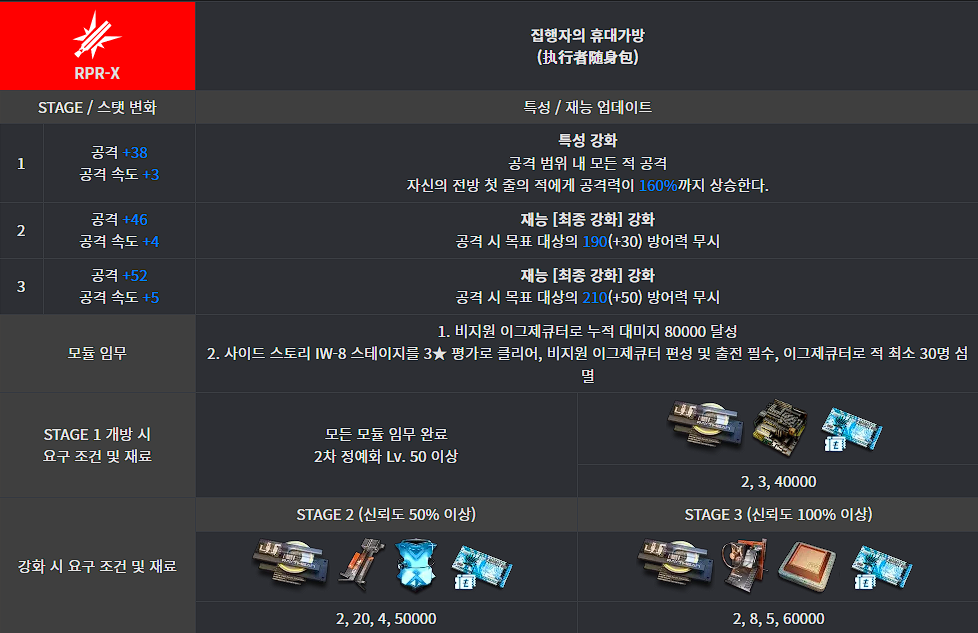 RPR-X
집행자의 휴대가방
(执行者随身包)
STAGE / 스탯 변화
특성 / 재능 업데이트
1
공격 +38
공격 속도 +3
특성 강화
공격 범위 내 모든 적 공격
자신의 전방 첫 줄의 적에게 공격력이 160%까지 상승한다.
2
공격 +46
공격 속도 +4
재능 [최종 강화] 강화
공격 시 목표 대상의 190(+30) 방어력 무시
3
공격 +52
공격 속도 +5
재능 [최종 강화] 강화
공격 시 목표 대상의 210(+50) 방어력 무시
모듈 임무
1. 비지원 이그제큐터로 누적 대미지 80000 달성
2. 사이드 스토리 IW-8 스테이지를 3★ 평가로 클리어, 비지원 이그제큐터 편성 및 출전 필수, 이그제큐터로 적 최소 30명 섬
멸
STAGE 1 개방 시
요구 조건 및 재료
모든 모듈 임무 완료
2차 정예화 Lv. 50 이상
2, 3, 40000
강화 시 요구 조건 및 재료
STAGE 2 (신뢰도 50% 이상)
STAGE 3 (신뢰도 100% 이상)
2, 20, 4, 50000
2, 8, 5, 60000